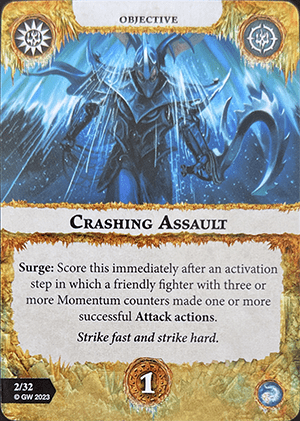 OBJECTIVE
Crashing Assault
Surge: Score this immediately after an activation
step in which a friendly fighter with three or
more Momentum counters made one or more
successful Attack actions.
Strike fast and strike hard.
2/32
© GW 2023
1